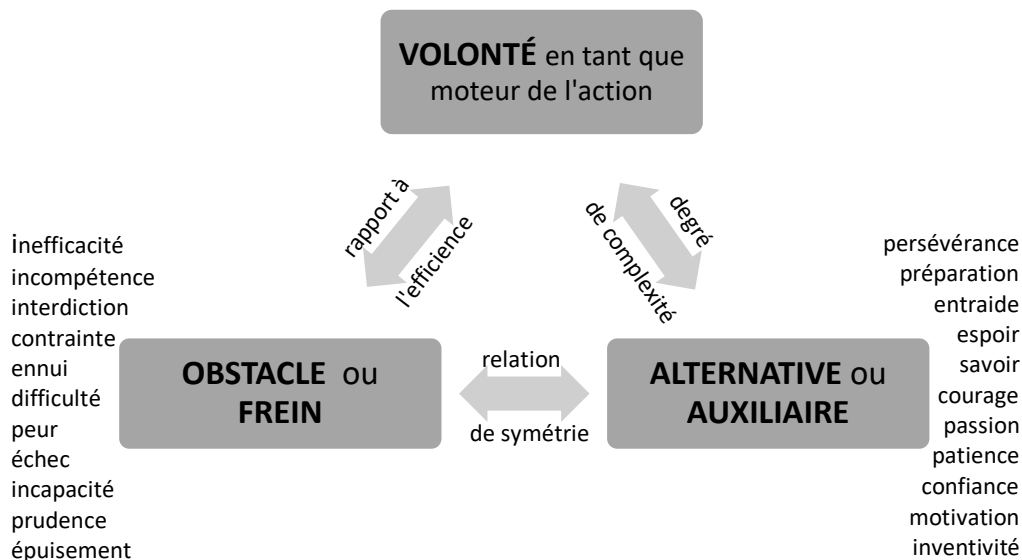 VOLONTÉ en tant que
moteur de l'action
rapport à
l'efficience
degré
de complexité
inefficacité
incompétence
interdiction
contrainte
ennui
difficulté
peur
échec
incapacité
prudence
épuisement
OBSTACLE ou
FREIN
relation
de symétrie
ALTERNATIVE ou
AUXILIAIRE
persévérance
préparation
entraide
espoir
savoir
courage
passion
patience
confiance
motivation
inventivité